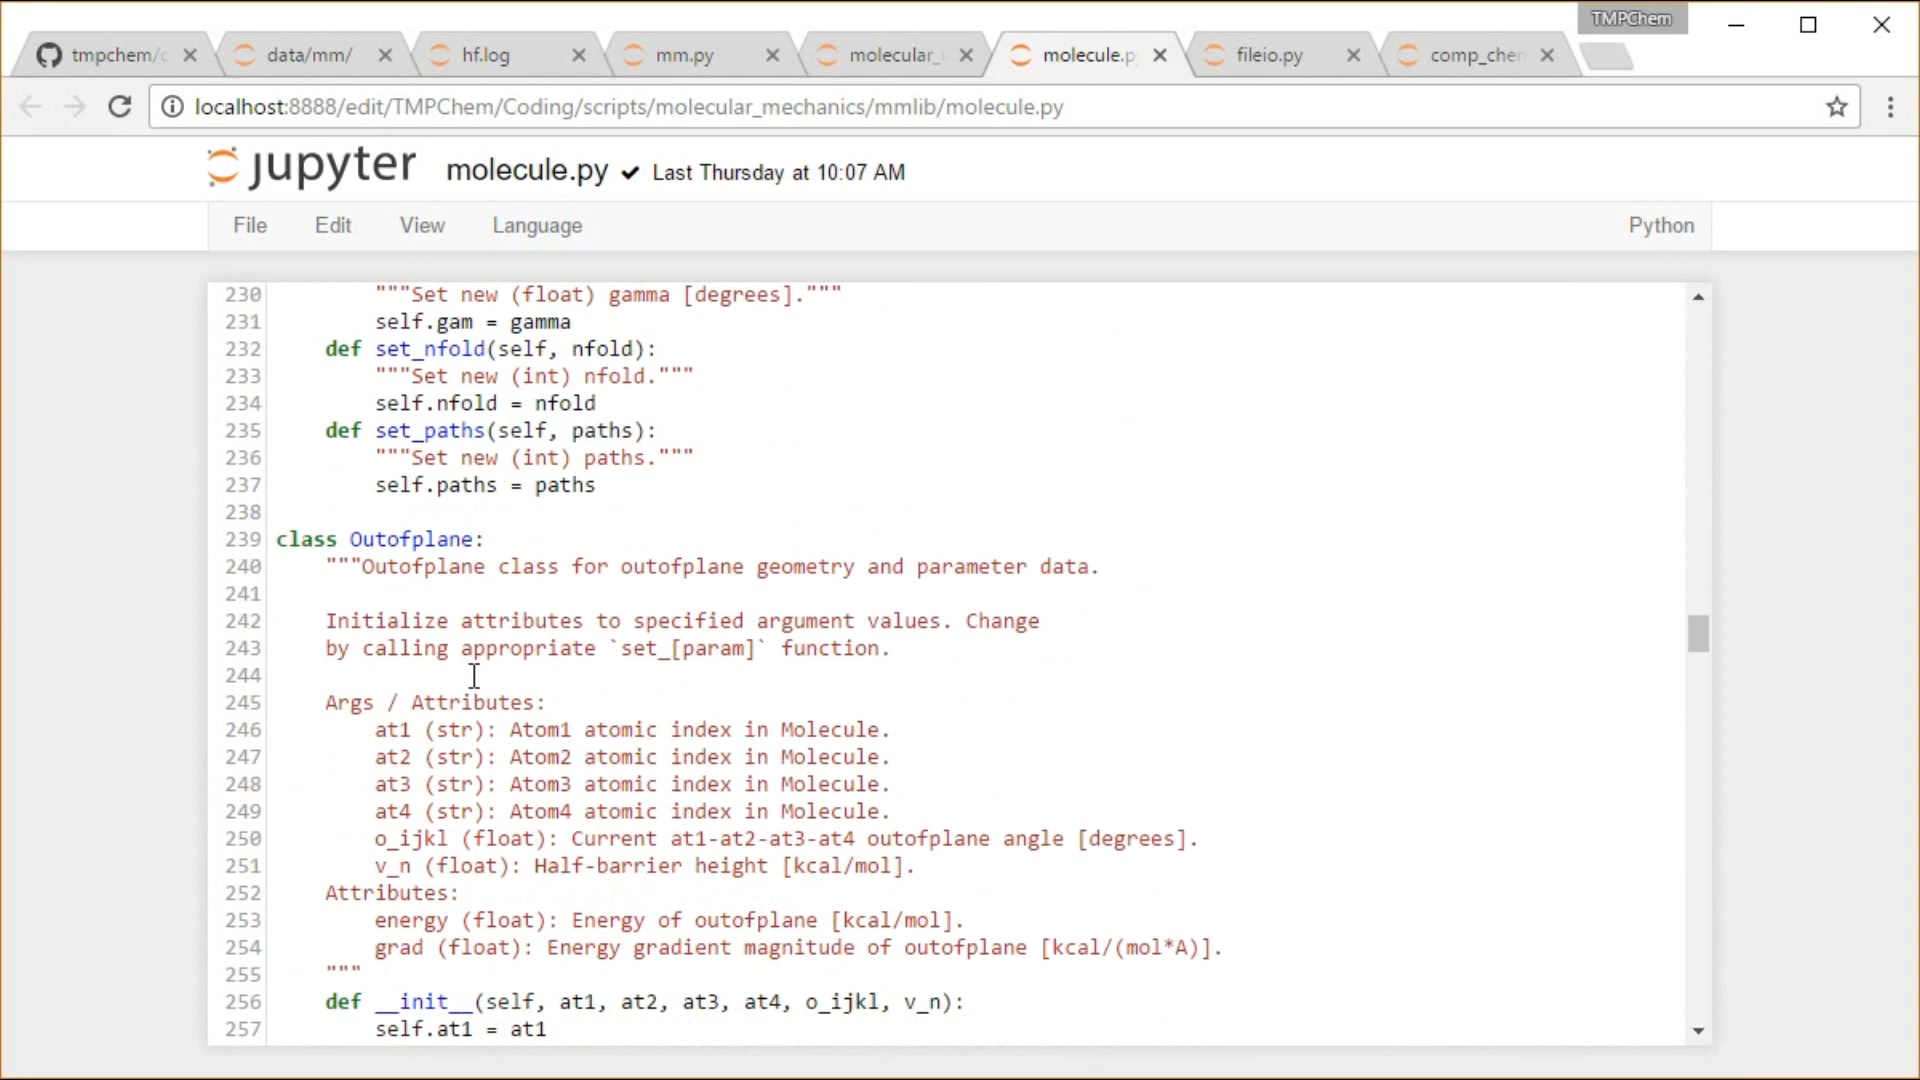 TMPChem
tmpchem/c
data/mm/
hf.log
mm.py
molecular_
molecule.p
fileio.py
comp_chem
localhost:8888/edit/TMPChem/Coding/scripts/molecular_mechanics/mmlib/molecule.py
jupyter molecule.py ✔ Last Thursday at 10:07 AM
File Edit View Language Python
230         """Set new (float) gamma [degrees]."""
231         self.gam = gamma
232     def set_nfold(self, nfold):
233         """Set new (int) nfold."""
234         self.nfold = nfold
235     def set_paths(self, paths):
236         """Set new (int) paths."""
237         self.paths = paths
238
239 class Outofplane:
240     """Outofplane class for outofplane geometry and parameter data.
241
242     Initialize attributes to specified argument values. Change
243     by calling appropriate `set_[param]` function.
244
245     Args / Attributes:
246         at1 (str): Atom1 atomic index in Molecule.
247         at2 (str): Atom2 atomic index in Molecule.
248         at3 (str): Atom3 atomic index in Molecule.
249         at4 (str): Atom4 atomic index in Molecule.
250         o_ijkl (float): Current at1-at2-at3-at4 outofplane angle [degrees].
251         v_n (float): Half-barrier height [kcal/mol].
252     Attributes:
253         energy (float): Energy of outofplane [kcal/mol].
254         grad (float): Energy gradient magnitude of outofplane [kcal/(mol*A)].
255     """
256     def __init__(self, at1, at2, at3, at4, o_ijkl, v_n):
257         self.at1 = at1